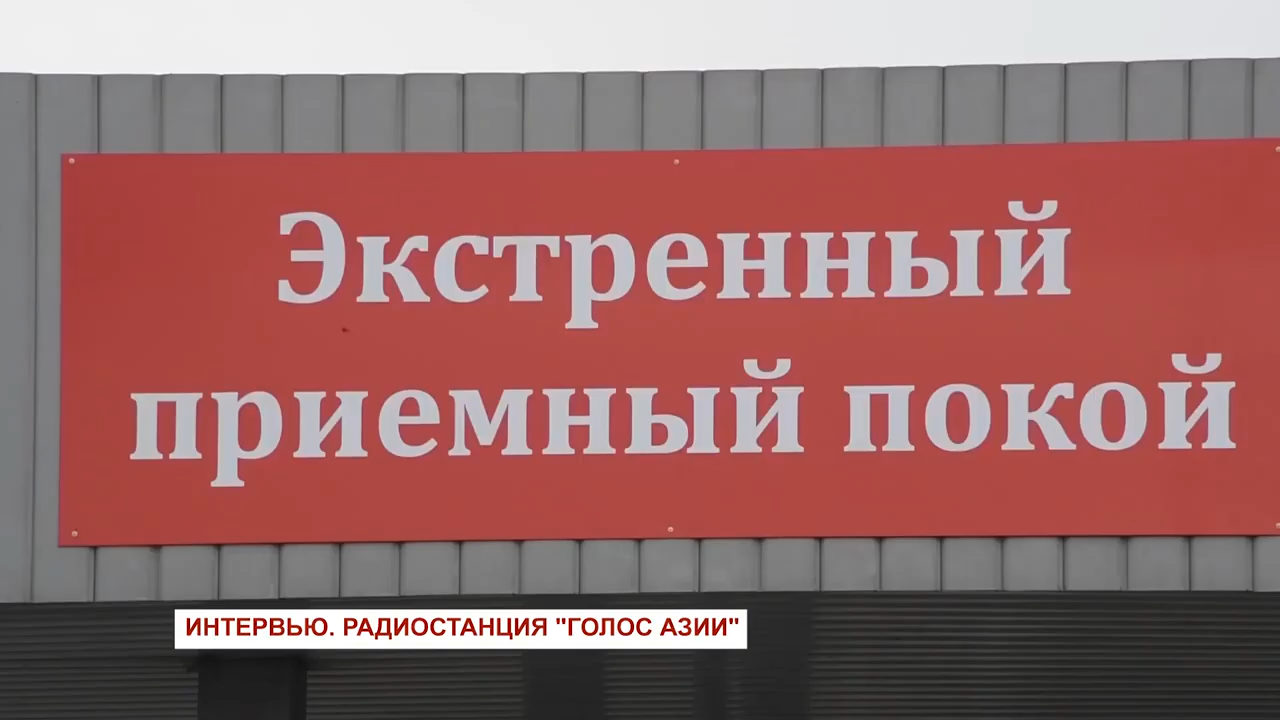 Экстренный
приемный покой
ИНТЕРВЬЮ. РАДИОСТАНЦИЯ "ГОЛОС АЗИИ"